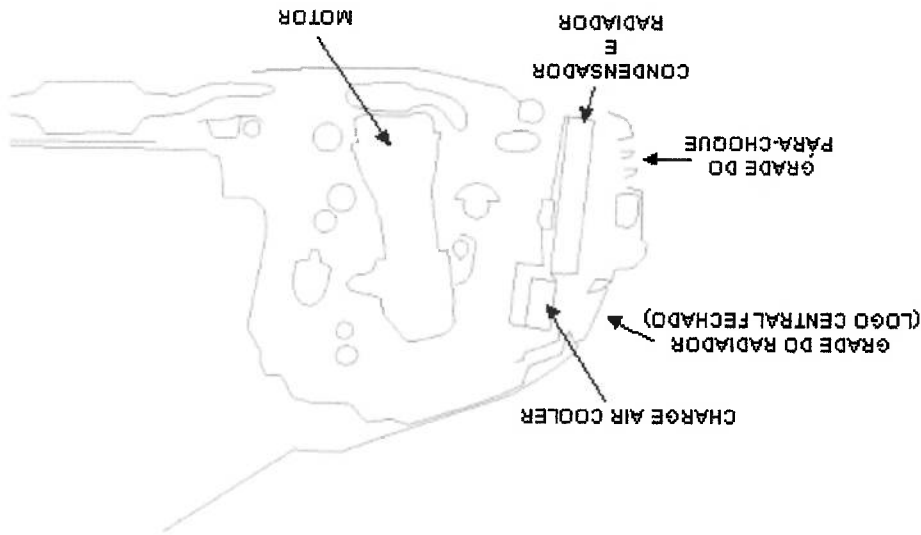 CHARGE AIR COOLER
GRADE DO RADIADOR
(LOGO CENTRAL FECHADO)
GRADE DO
PÁRA-CHOQUE
CONDENSADOR
E
RADIADOR
MOTOR